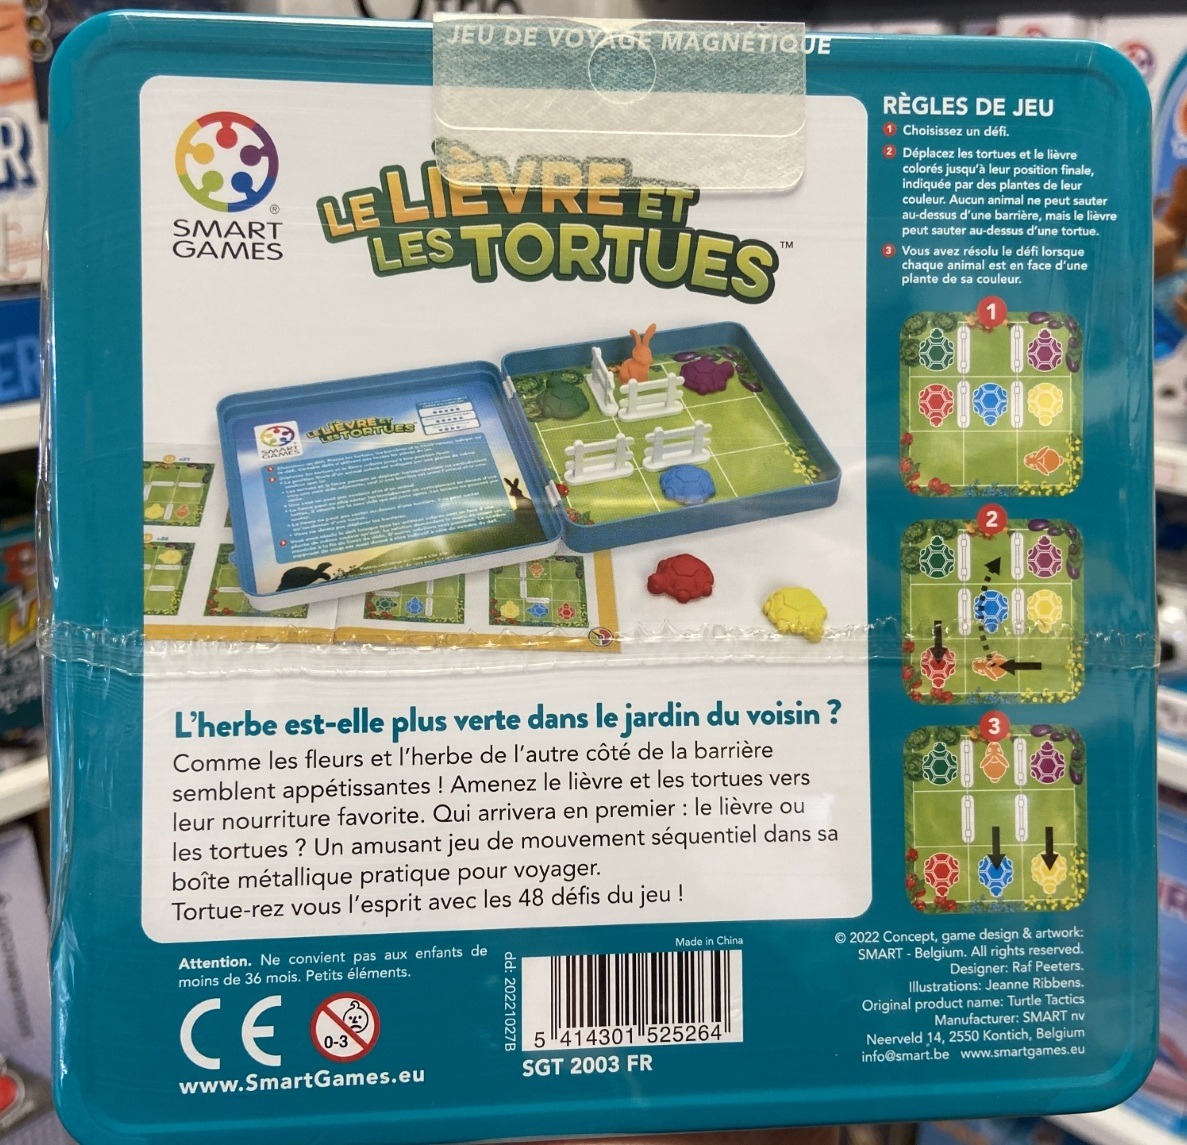 JEU DE VOYAGE MAGNÉTIQUE
SMART
GAMES
®
LE LIÈVRE ET
LES TORTUES™
LE LIÈVRE ET
LES TORTUES
SMART
GAMES
L'herbe est-elle plus verte dans le jardin du voisin ?
Comme les fleurs et l'herbe de l'autre côté de la barrière
semblent appétissantes ! Amenez le lièvre et les tortues vers
leur nourriture favorite. Qui arrivera en premier : le lièvre ou
les tortues ? Un amusant jeu de mouvement séquentiel dans sa
boîte métallique pratique pour voyager.
Tortue-rez vous l'esprit avec les 48 défis du jeu !
RÈGLES DE JEU
1 Choisissez un défi.
2 Déplacez les tortues et le lièvre
colorés jusqu'à leur position finale,
indiquée par des plantes de leur
couleur. Aucun animal ne peut sauter
au-dessus d'une barrière, mais le lièvre
peut sauter au-dessus d'une tortue.
3 Vous avez résolu le défi lorsque
chaque animal est en face d'une
plante de sa couleur.
1
2
3
Attention. Ne convient pas aux enfants de
moins de 36 mois. Petits éléments.
CE
0-3
www.SmartGames.eu
dd: 20221027B
Made in China
5 414301 525264
SGT 2003 FR
© 2022 Concept, game design & artwork:
SMART - Belgium. All rights reserved.
Designer: Raf Peeters.
Illustrations: Jeanne Ribbens.
Original product name: Turtle Tactics
Manufacturer: SMART nv
Neerveld 14, 2550 Kontich, Belgium
info@smart.be www.smartgames.eu